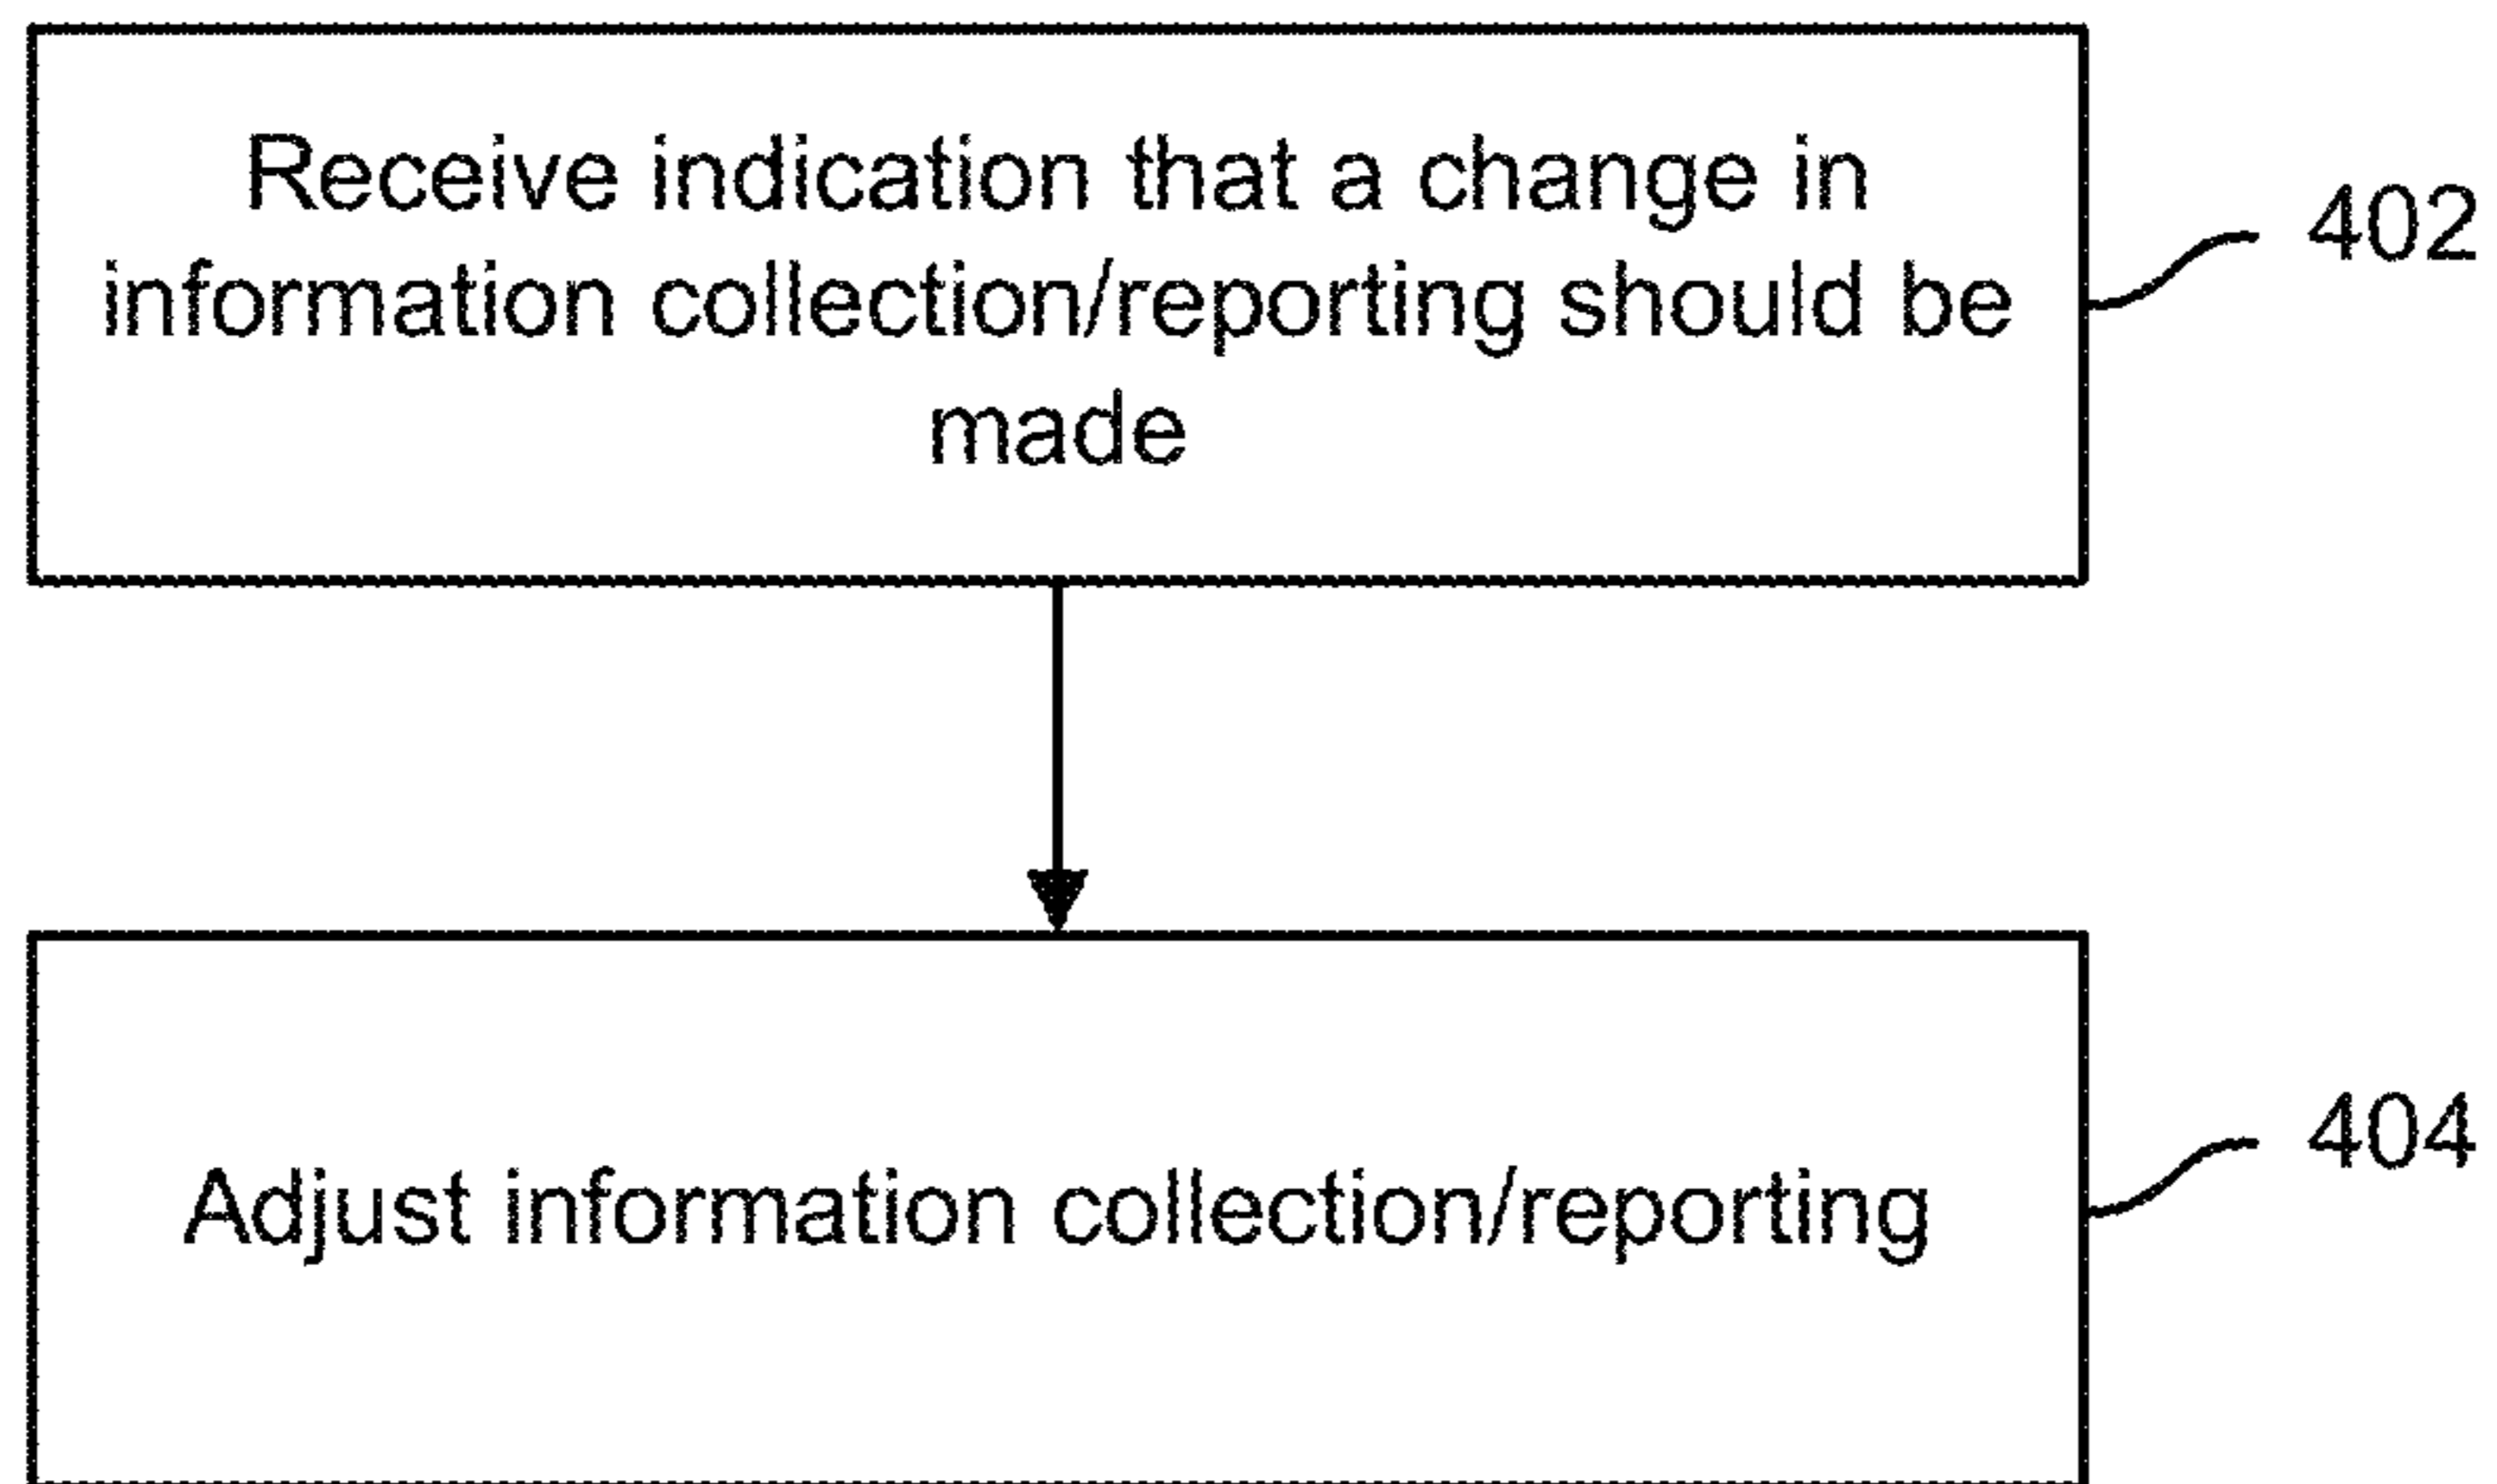 Receive indication that a change in
information collection/reporting should be
made
402
Adjust information collection/reporting
404